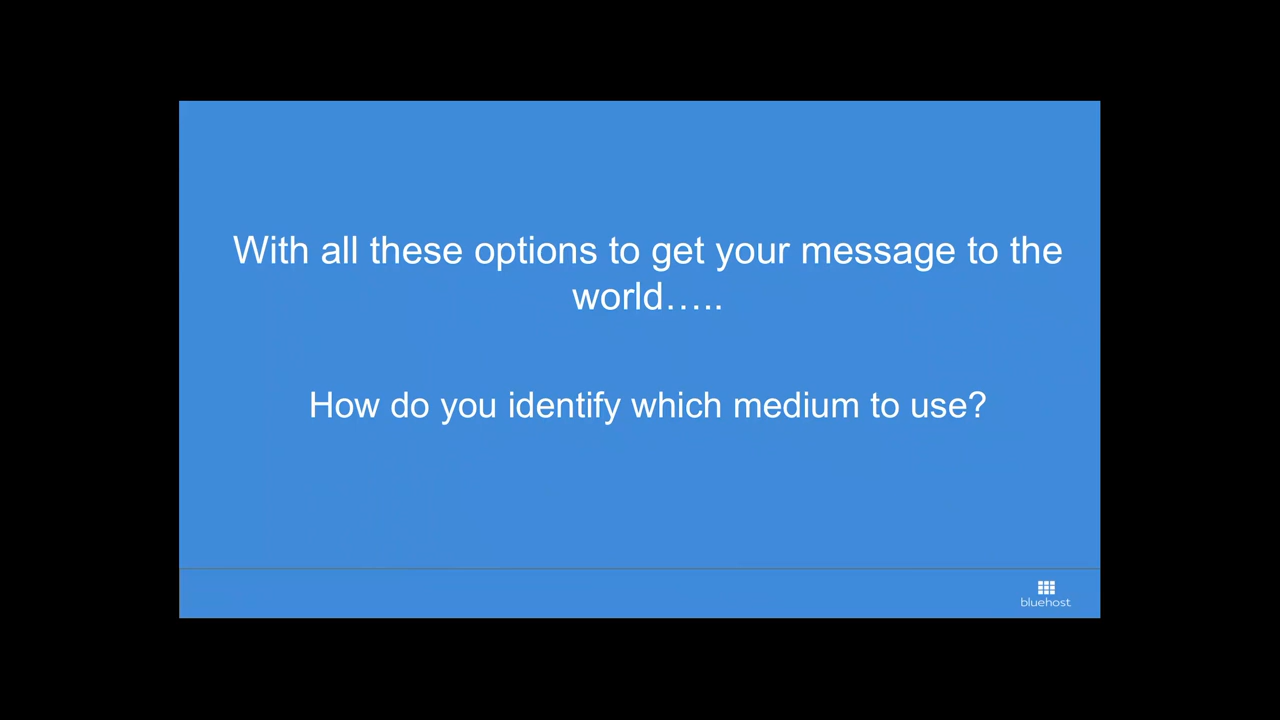 With all these options to get your message to the
world…..
How do you identify which medium to use?
bluehost